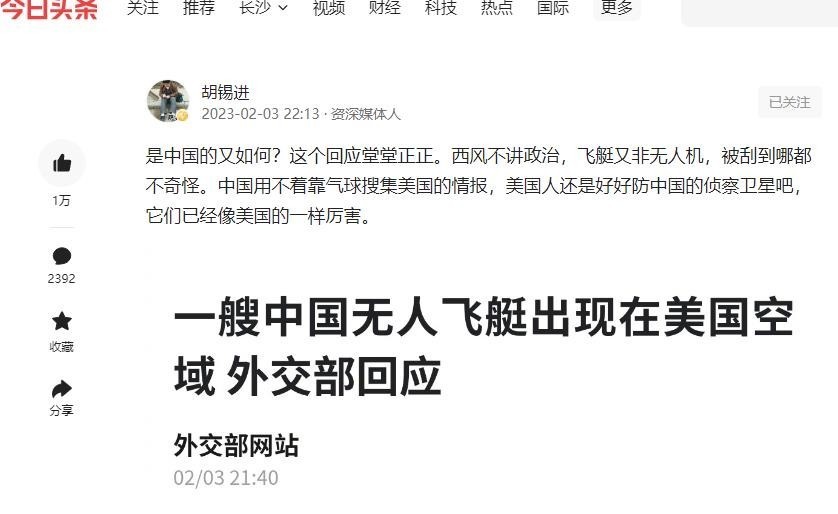 今日头条
关注 推荐 长沙 视频 财经 科技 热点 国际 更多
胡锡进
2023-02-03 22:13 · 资深媒体人
已关注
是中国的又如何？这个回应堂堂正正。西风不讲政治，飞艇又非无人机，被刮到哪都
不奇怪。中国用不着靠气球搜集美国的情报，美国人还是好好防中国的侦察卫星吧，
它们已经像美国的一样厉害。
1万
2392
收藏
分享
一艘中国无人飞艇出现在美国空
域 外交部回应
外交部网站
02/03 21:40